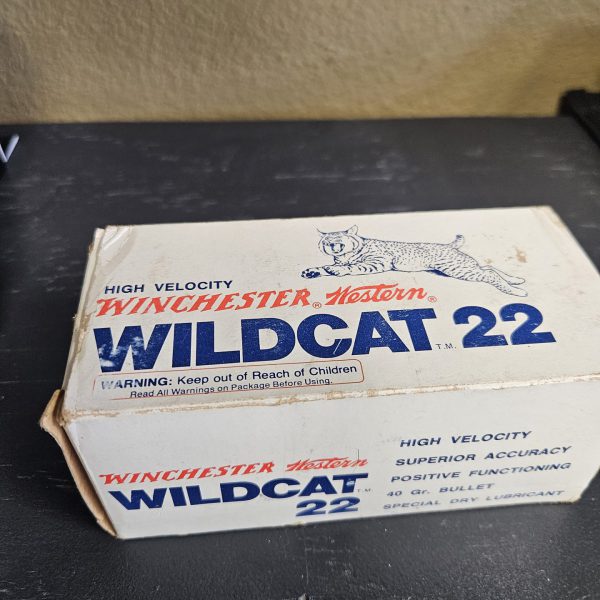 HIGH VELOCITY
WINCHESTER® Western®
WILDCAT 22
T.M.
WARNING: Keep out of Reach of Children
Read All Warnings on Package Before Using.
WINCHESTER Western
WILDCAT T.M.
22
HIGH VELOCITY
SUPERIOR ACCURACY
POSITIVE FUNCTIONING
40 Gr. BULLET
SPECIAL DRY LUBRICANT